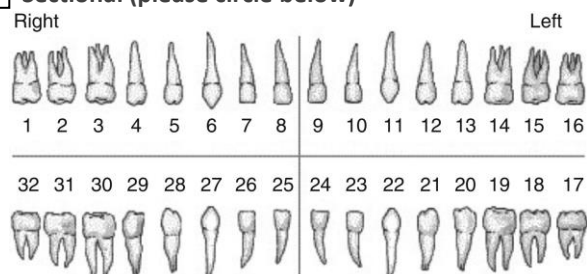 Sectional (please circle below)
Right Left
1 2 3 4 5 6 7 8 9 10 11 12 13 14 15 16
32 31 30 29 28 27 26 25 24 23 22 21 20 19 18 17